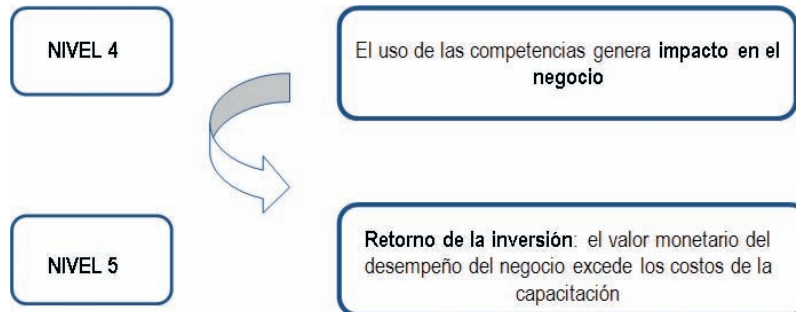 NIVEL 4
El uso de las competencias genera impacto en el
negocio
NIVEL 5
Retorno de la inversión: el valor monetario del
desempeño del negocio excede los costos de la
capacitación